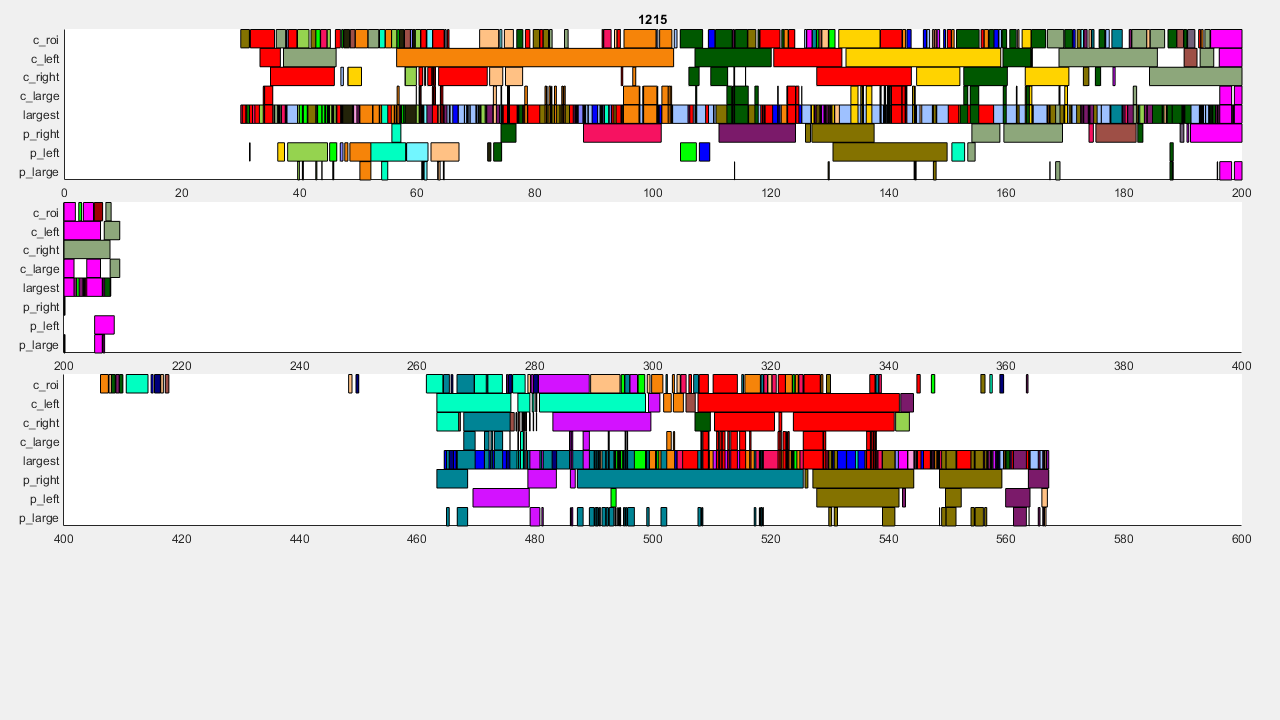 1215
c_roi
c_left
c_right
c_large
largest
p_right
p_left
p_large
0 20 40 60 80 100 120 140 160 180 200
c_roi
c_left
c_right
c_large
largest
p_right
p_left
p_large
200 220 240 260 280 300 320 340 360 380 400
c_roi
c_left
c_right
c_large
largest
p_right
p_left
p_large
400 420 440 460 480 500 520 540 560 580 600